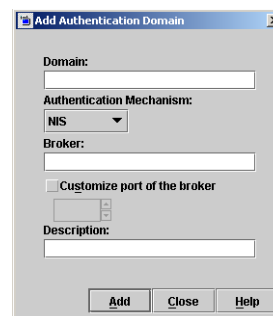 Add Authentication Domain
Domain:
Authentication Mechanism:
NIS
Broker:
Customize port of the broker
Description:
Add
Close
Help